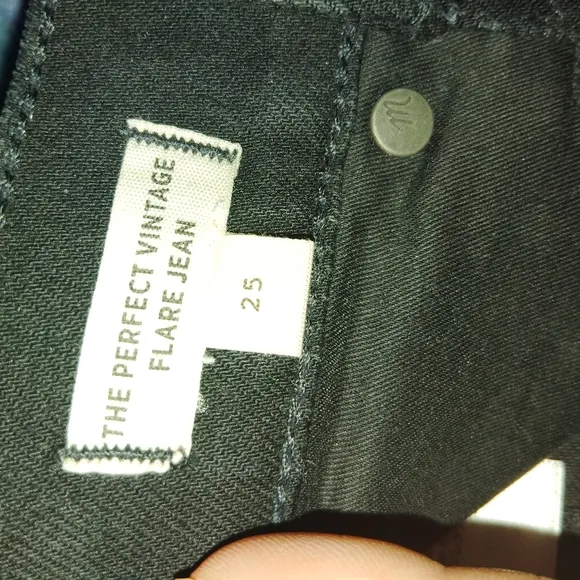 THE PERFECT VINTAGE
FLARE JEAN
25
m